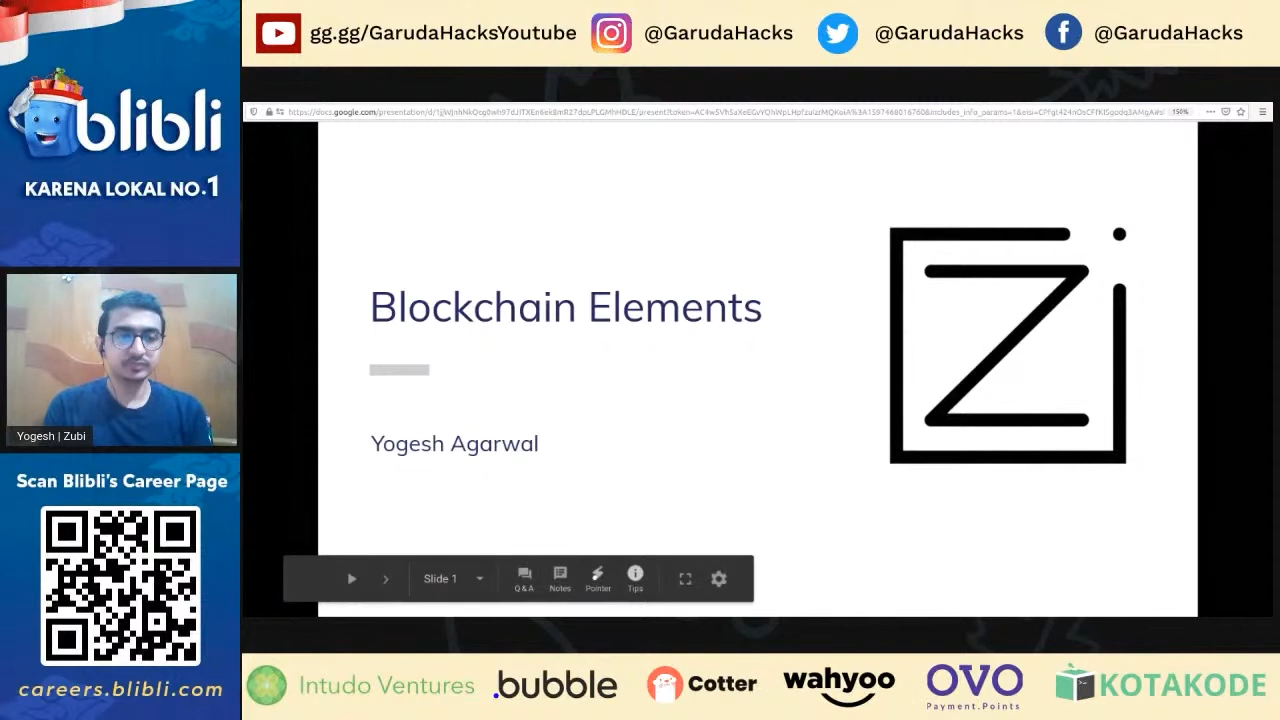 gg.gg/GarudaHacksYoutube
@GarudaHacks
@GarudaHacks
@GarudaHacks
blibli
KARENA LOKAL NO.1
150%
Blockchain Elements
Yogesh Agarwal
Zi
Yogesh | Zubi
Scan Blibli's Career Page
careers.blibli.com
Slide 1
Q&A
Notes
Pointer
Tips
Intudo Ventures
.bubble
Cotter
wahyoo
OVO
Payment.Points
KOTAKODE